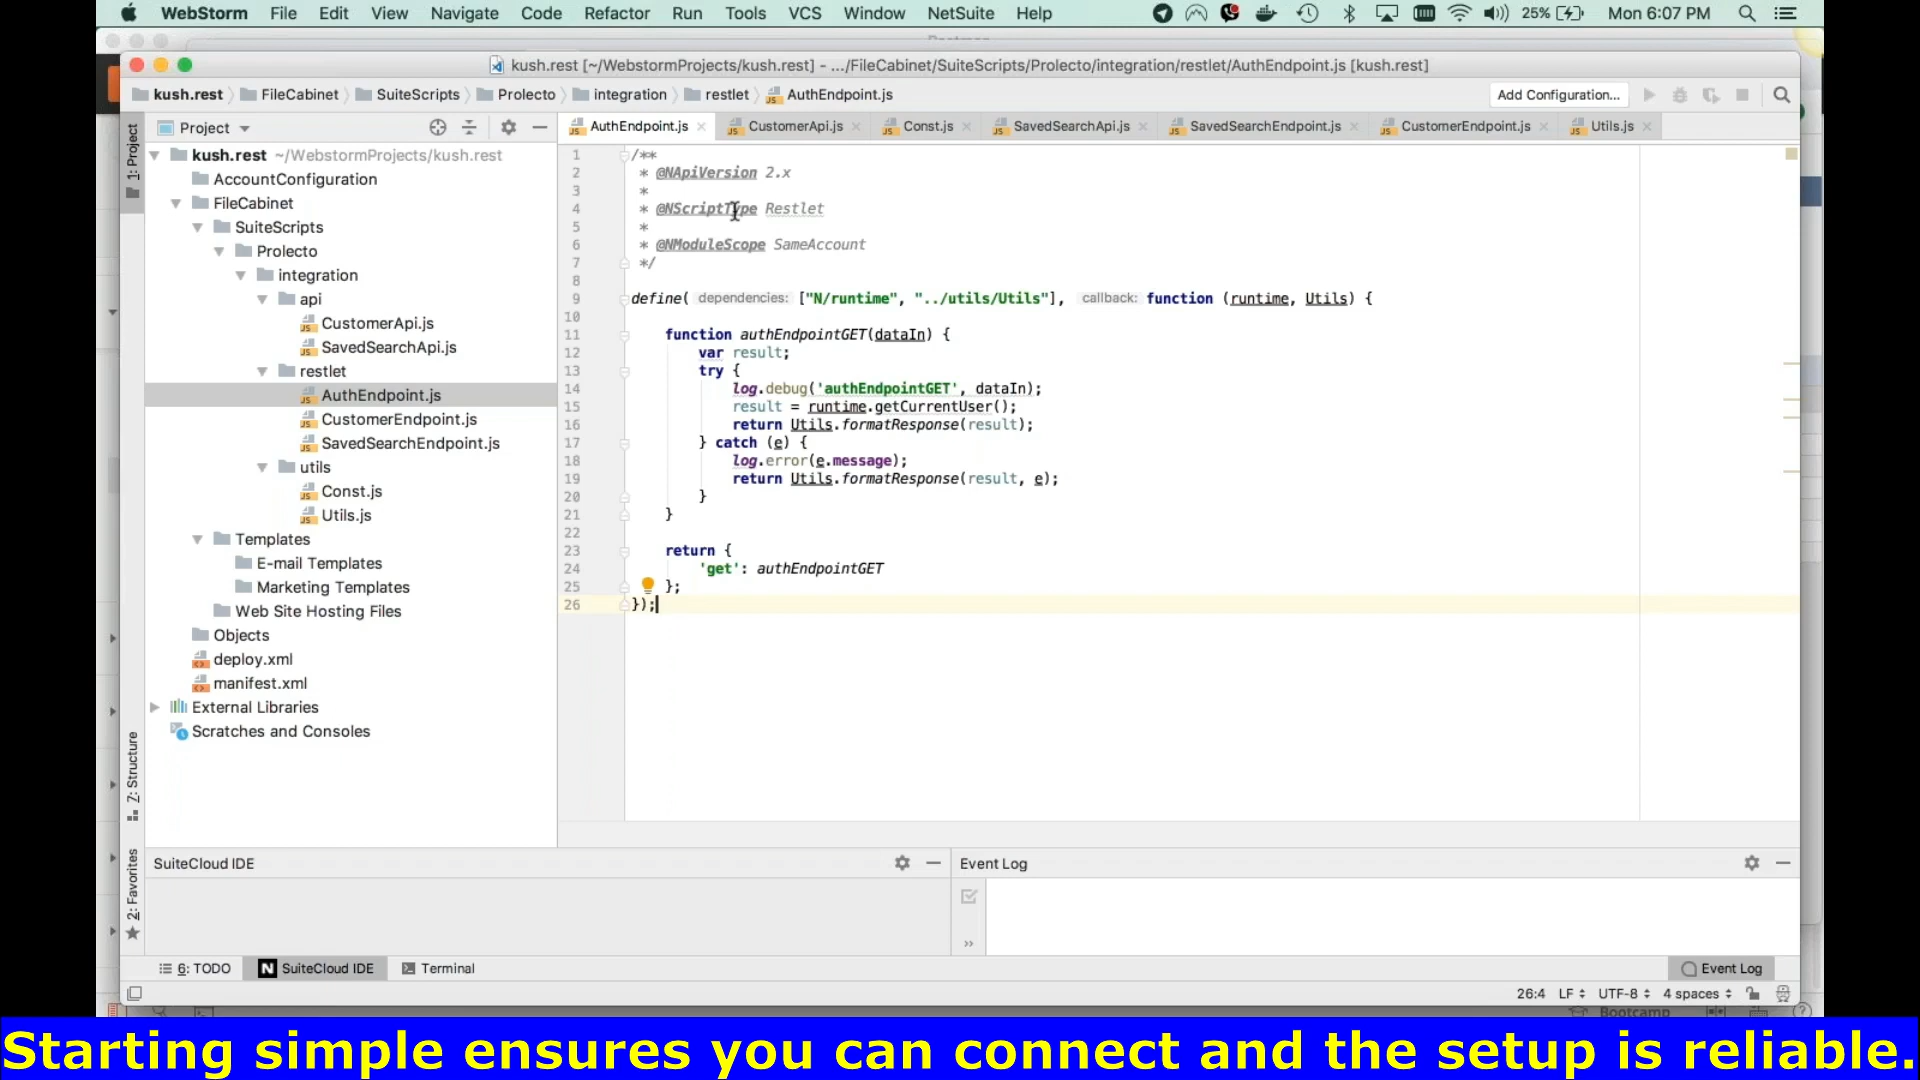 WebStorm File Edit View Navigate Code Refactor Run Tools VCS Window NetSuite Help 25% Mon 6:07 PM
kush.rest [~/WebstormProjects/kush.rest] - .../FileCabinet/SuiteScripts/Prolecto/integration/restlet/AuthEndpoint.js [kush.rest]
kush.rest FileCabinet SuiteScripts Prolecto integration restlet AuthEndpoint.js Add Configuration...
Project AuthEndpoint.js CustomerApi.js Const.js SavedSearchApi.js SavedSearchEndpoint.js CustomerEndpoint.js Utils.js
1: Project
kush.rest ~/WebstormProjects/kush.rest
AccountConfiguration
FileCabinet
SuiteScripts
Prolecto
integration
api
CustomerApi.js
SavedSearchApi.js
restlet
AuthEndpoint.js
CustomerEndpoint.js
SavedSearchEndpoint.js
utils
Const.js
Utils.js
Templates
E-mail Templates
Marketing Templates
Web Site Hosting Files
Objects
deploy.xml
manifest.xml
External Libraries
Scratches and Consoles
Z: Structure
2: Favorites
1 /**
2 * @NApiVersion 2.x
3 *
4 * @NScriptType Restlet
5 *
6 * @NModuleScope SameAccount
7 */
8
9 define( dependencies: ["N/runtime", "../utils/Utils"], callback: function (runtime, Utils) {
10
11 function authEndpointGET(dataIn) {
12 var result;
13 try {
14 log.debug('authEndpointGET', dataIn);
15 result = runtime.getCurrentUser();
16 return Utils.formatResponse(result);
17 } catch (e) {
18 log.error(e.message);
19 return Utils.formatResponse(result, e);
20 }
21 }
22
23 return {
24 'get': authEndpointGET
25 };
26 });
SuiteCloud IDE Event Log
6: TODO SuiteCloud IDE Terminal Event Log
26:4 LF UTF-8 4 spaces
Bootcamp
Starting simple ensures you can connect and the setup is reliable.